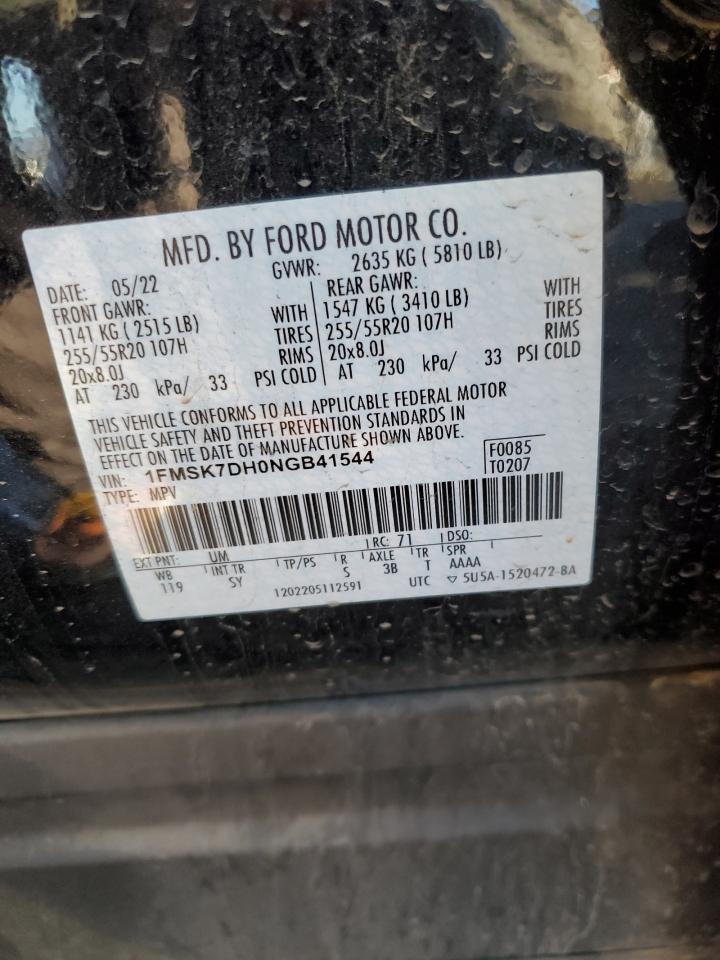 MFD. BY FORD MOTOR CO.
DATE: 05/22 GVWR: 2635 KG ( 5810 LB)
FRONT GAWR: REAR GAWR:
1141 KG ( 2515 LB) WITH 1547 KG ( 3410 LB) WITH
255/55R20 107H TIRES 255/55R20 107H TIRES
20x8.0J RIMS 20x8.0J RIMS
AT 230 kPa/ 33 PSI COLD AT 230 kPa/ 33 PSI COLD
THIS VEHICLE CONFORMS TO ALL APPLICABLE FEDERAL MOTOR
VEHICLE SAFETY AND THEFT PREVENTION STANDARDS IN
EFFECT ON THE DATE OF MANUFACTURE SHOWN ABOVE.
VIN: 1FMSK7DH0NGB41544 F0085
TYPE: MPV T0207
EXT PNT: UM RC: 71 DSO:
WB INT TR TP/PS R AXLE TR SPR
119 SY S 3B T AAAA
1202205112591 UTC ▽ 5U5A-1520472-BA